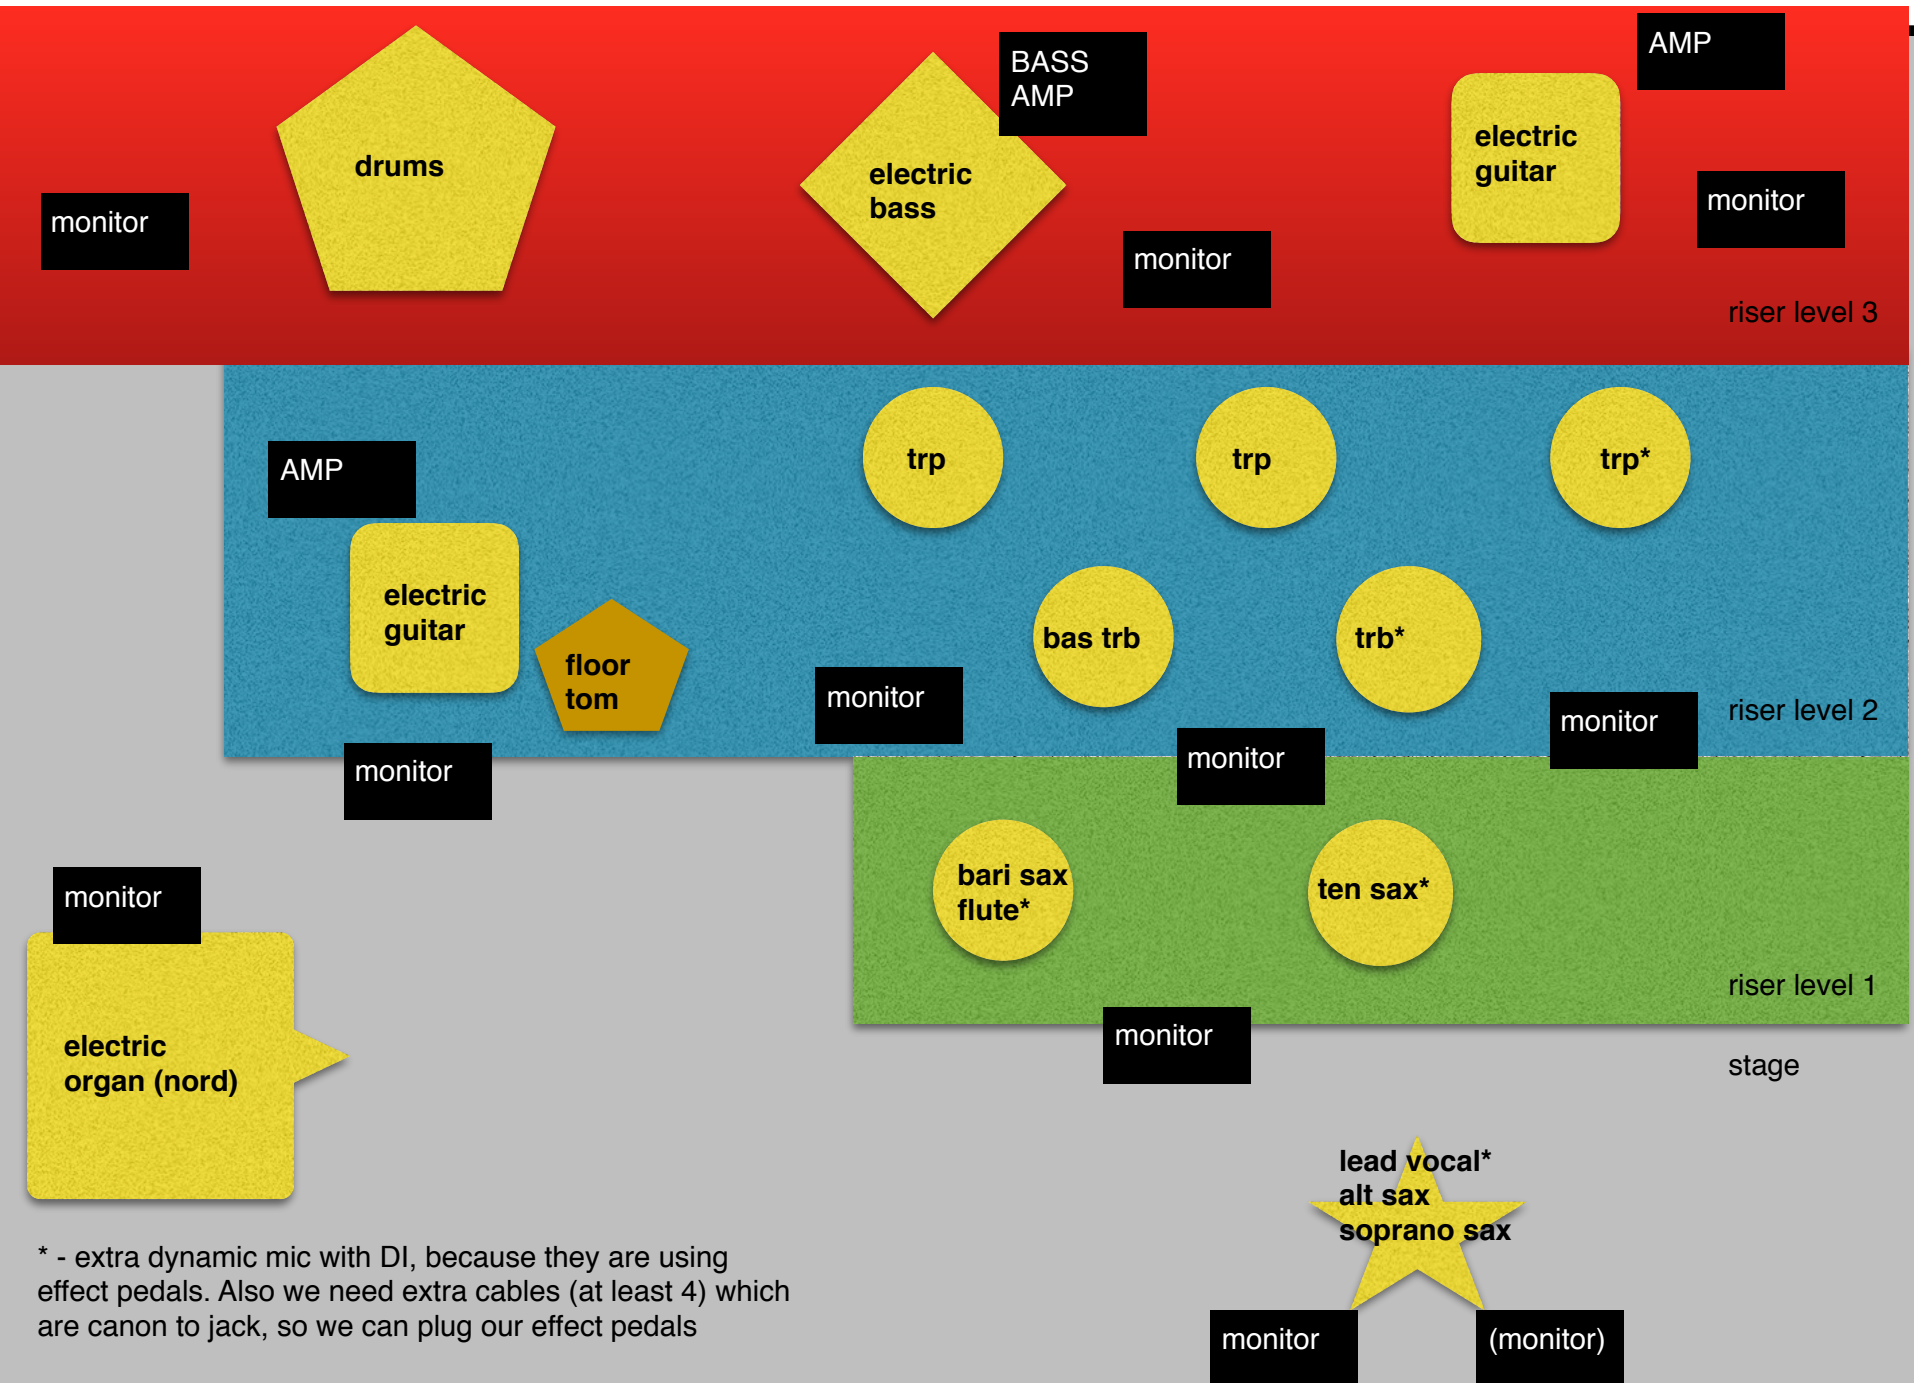 AMP
BASS
AMP
electric
guitar
drums
electric
bass
monitor
monitor
monitor
riser level 3
trp
trp
trp*
AMP
electric
guitar
floor
tom
bas trb
trb*
monitor
monitor
riser level 2
monitor
monitor
bari sax
flute*
ten sax*
monitor
riser level 1
monitor
electric
organ (nord)
stage
lead vocal*
alt sax
soprano sax
* - extra dynamic mic with DI, because they are using
effect pedals. Also we need extra cables (at least 4) which
are canon to jack, so we can plug our effect pedals
monitor
(monitor)